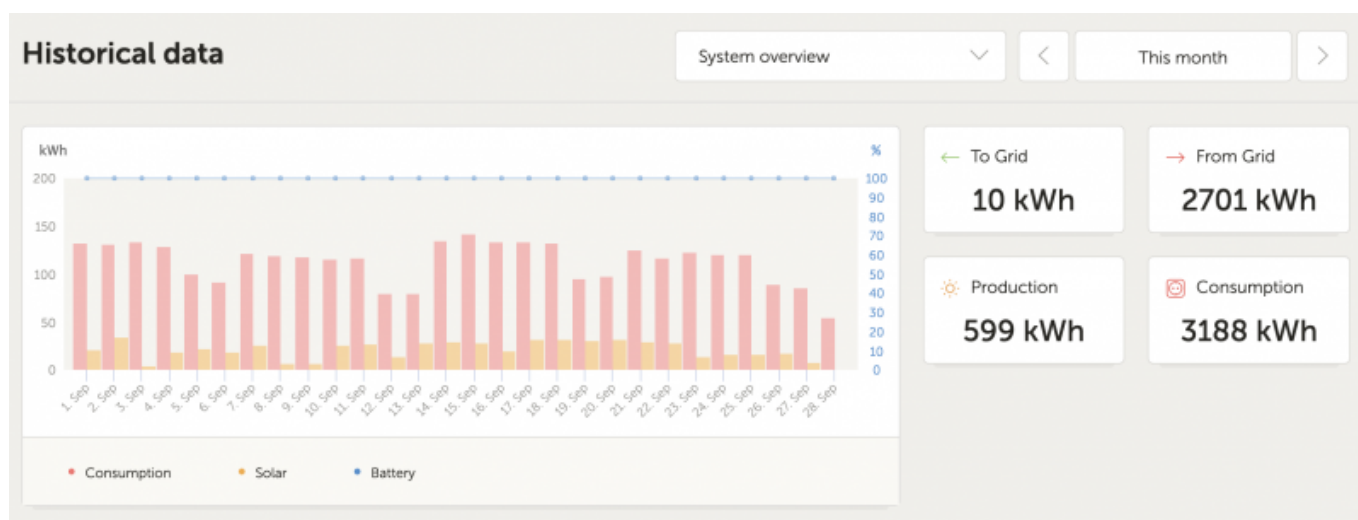 Historical data
System overview
This month
kWh
%
200
150
100
50
0
100
90
80
70
60
50
40
30
20
10
0
1. Sep
2. Sep
3. Sep
4. Sep
5. Sep
6. Sep
7. Sep
8. Sep
9. Sep
10. Sep
11. Sep
12. Sep
13. Sep
14. Sep
15. Sep
16. Sep
17. Sep
18. Sep
19. Sep
20. Sep
21. Sep
22. Sep
23. Sep
24. Sep
25. Sep
26. Sep
27. Sep
28. Sep
Consumption
Solar
Battery
To Grid
10 kWh
From Grid
2701 kWh
Production
599 kWh
Consumption
3188 kWh